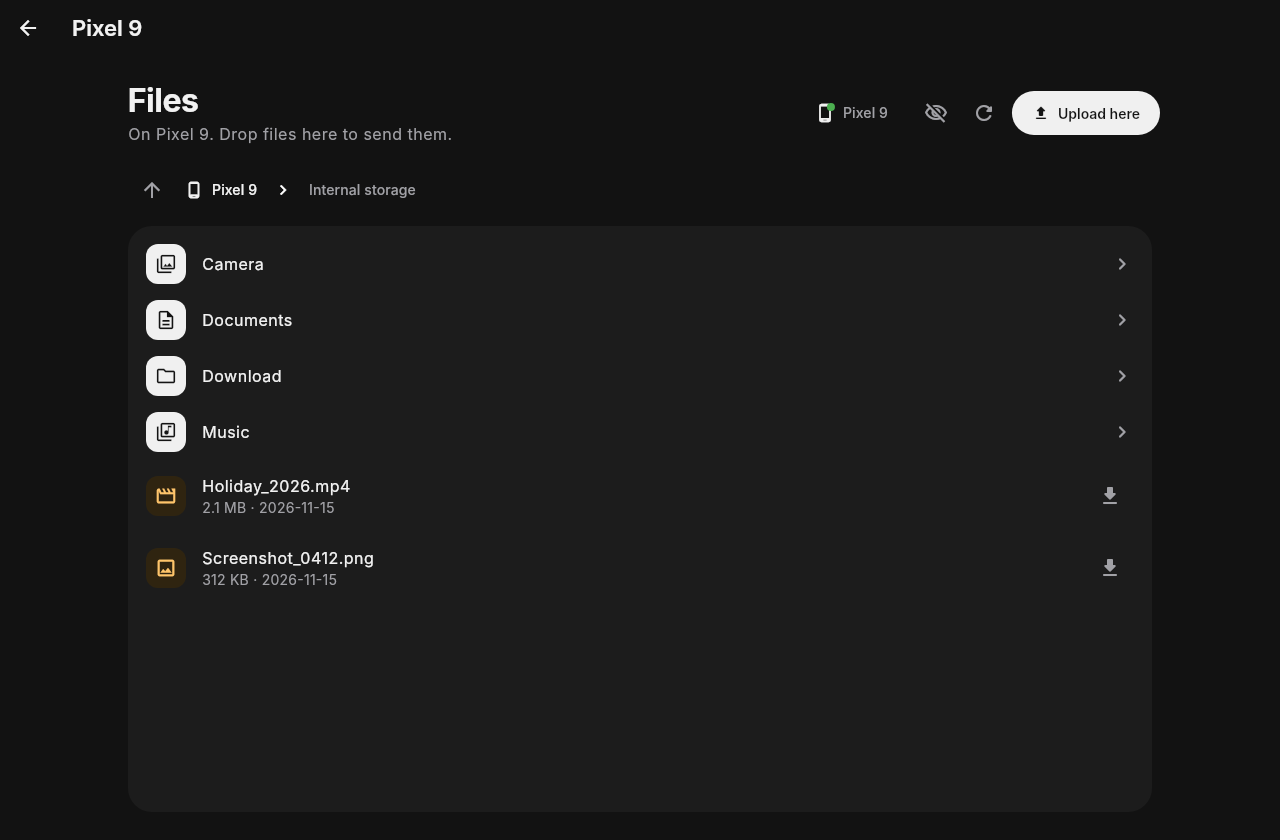 Pixel 9
Files
On Pixel 9. Drop files here to send them.
Pixel 9
Upload here
Pixel 9
Internal storage
Camera
Documents
Download
Music
Holiday_2026.mp4
2.1 MB · 2026-11-15
Screenshot_0412.png
312 KB · 2026-11-15